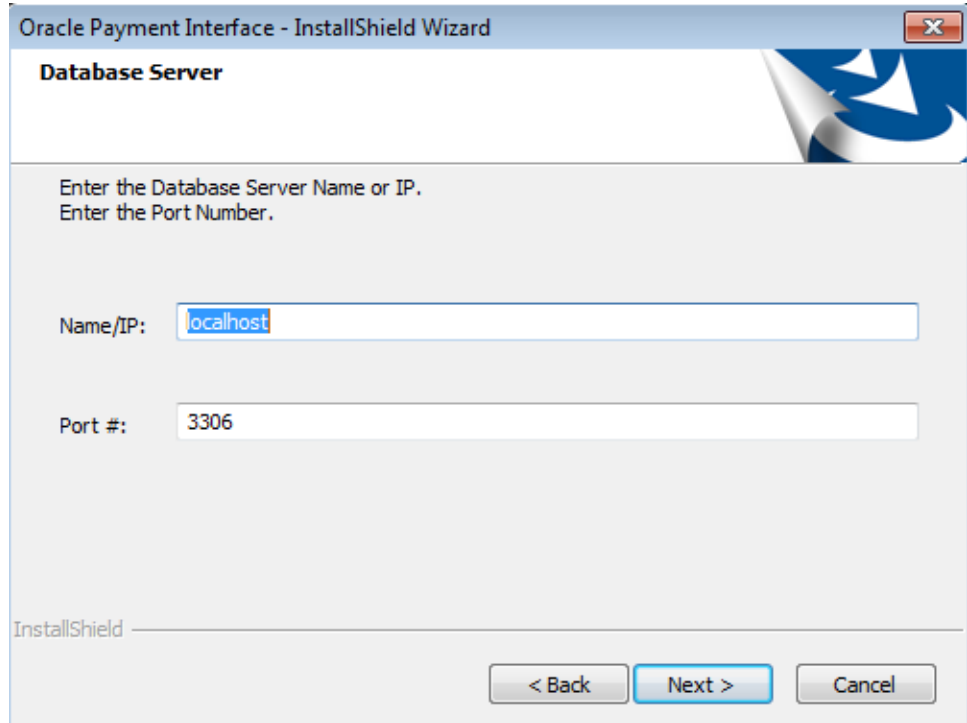 Oracle Payment Interface - InstallShield Wizard
Database Server
Enter the Database Server Name or IP.
Enter the Port Number.
Name/IP: localhost
Port #: 3306
InstallShield
< Back Next > Cancel